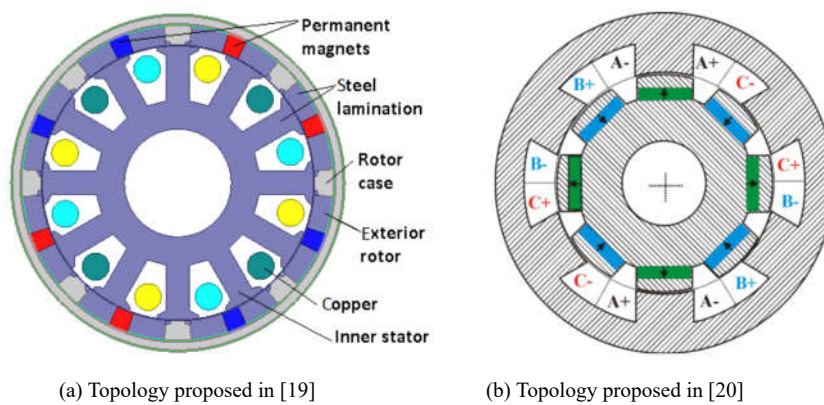 Permanent
magnets
Steel
lamination
Rotor
case
Exterior
rotor
Copper
Inner stator
A- A+
B+ C-
B- C+
C+ B-
C- B+
A+ A-
(a) Topology proposed in [19]
(b) Topology proposed in [20]